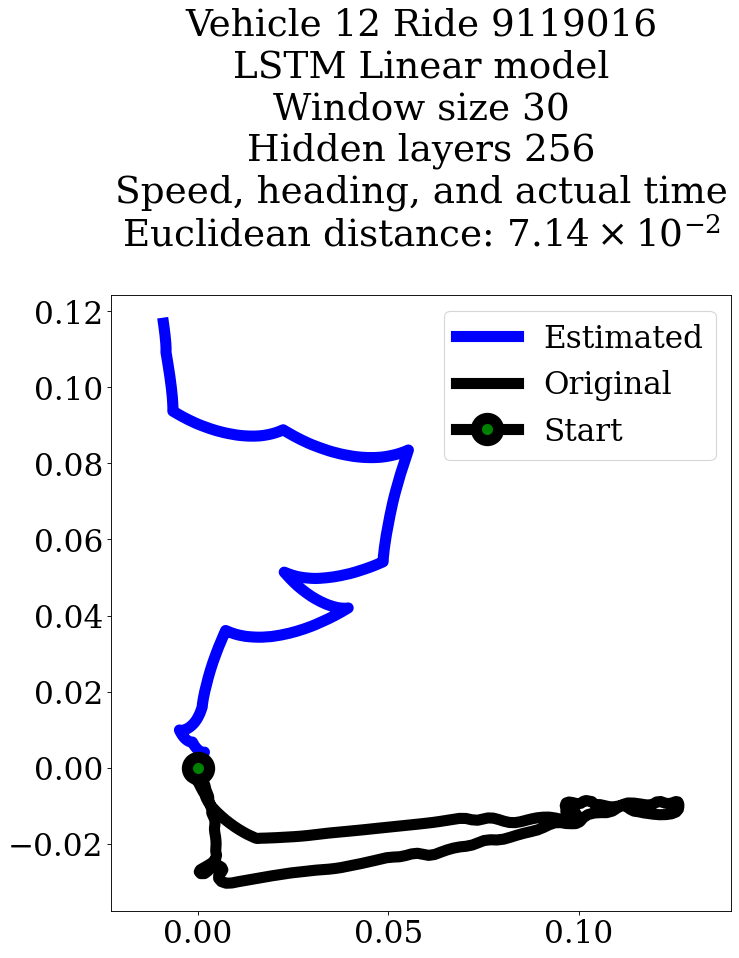 Vehicle 12 Ride 9119016
LSTM Linear model
Window size 30
Hidden layers 256
Speed, heading, and actual time
Euclidean distance: 7.14 × 10⁻²
Estimated
Original
Start
0.12
0.10
0.08
0.06
0.04
0.02
0.00
−0.02
0.00 0.05 0.10